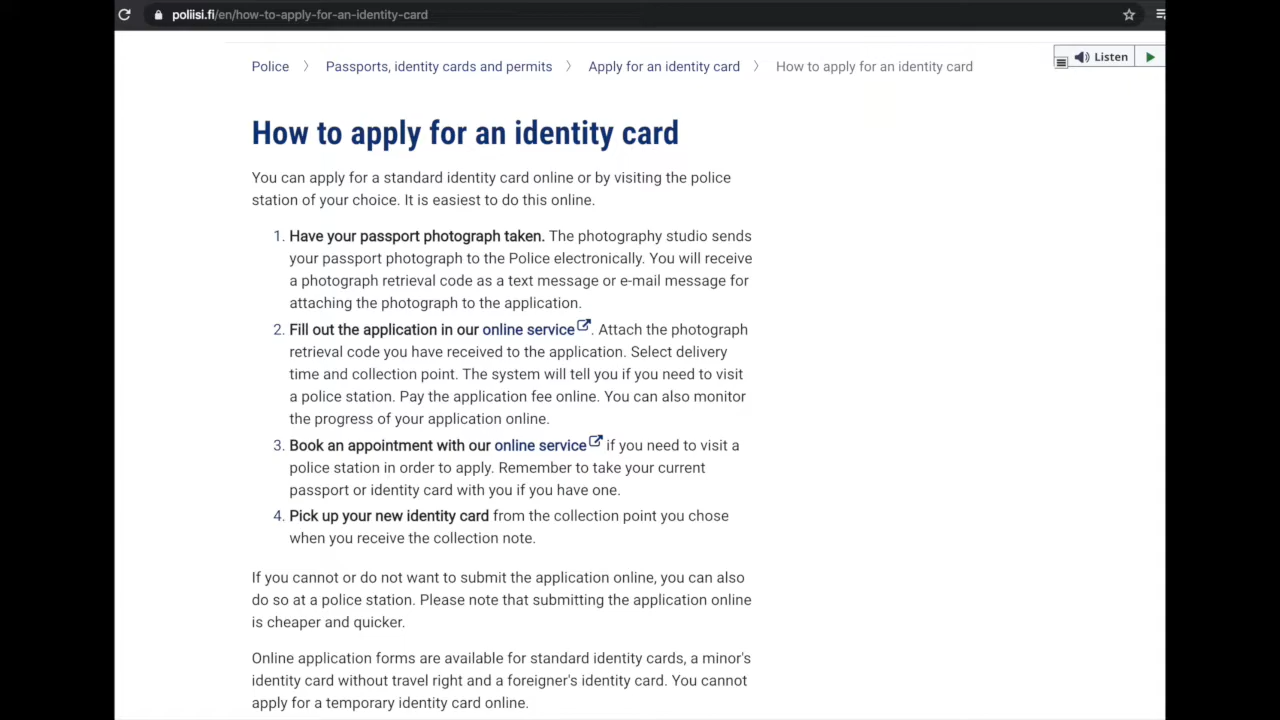 poliisi.fi/en/how-to-apply-for-an-identity-card
Police > Passports, identity cards and permits > Apply for an identity card > How to apply for an identity card
Listen
How to apply for an identity card
You can apply for a standard identity card online or by visiting the police
station of your choice. It is easiest to do this online.
1. Have your passport photograph taken. The photography studio sends
your passport photograph to the Police electronically. You will receive
a photograph retrieval code as a text message or e-mail message for
attaching the photograph to the application.
2. Fill out the application in our online service. Attach the photograph
retrieval code you have received to the application. Select delivery
time and collection point. The system will tell you if you need to visit
a police station. Pay the application fee online. You can also monitor
the progress of your application online.
3. Book an appointment with our online service if you need to visit a
police station in order to apply. Remember to take your current
passport or identity card with you if you have one.
4. Pick up your new identity card from the collection point you chose
when you receive the collection note.
If you cannot or do not want to submit the application online, you can also
do so at a police station. Please note that submitting the application online
is cheaper and quicker.
Online application forms are available for standard identity cards, a minor's
identity card without travel right and a foreigner's identity card. You cannot
apply for a temporary identity card online.